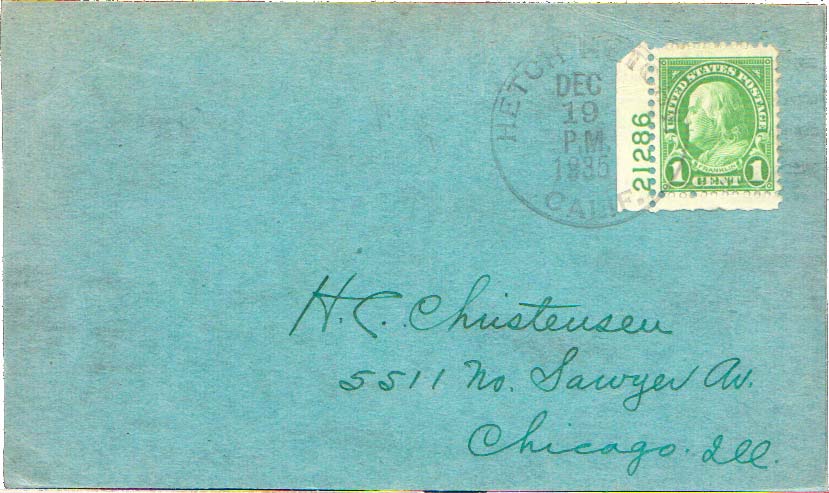 HETCH HETCHY
DEC
19
P.M.
1935
CALIF.
21286
UNITED STATES POSTAGE
FRANKLIN
1 CENT 1
H. C. Christensen
5511 No. Sawyer Av.
Chicago. Ill.